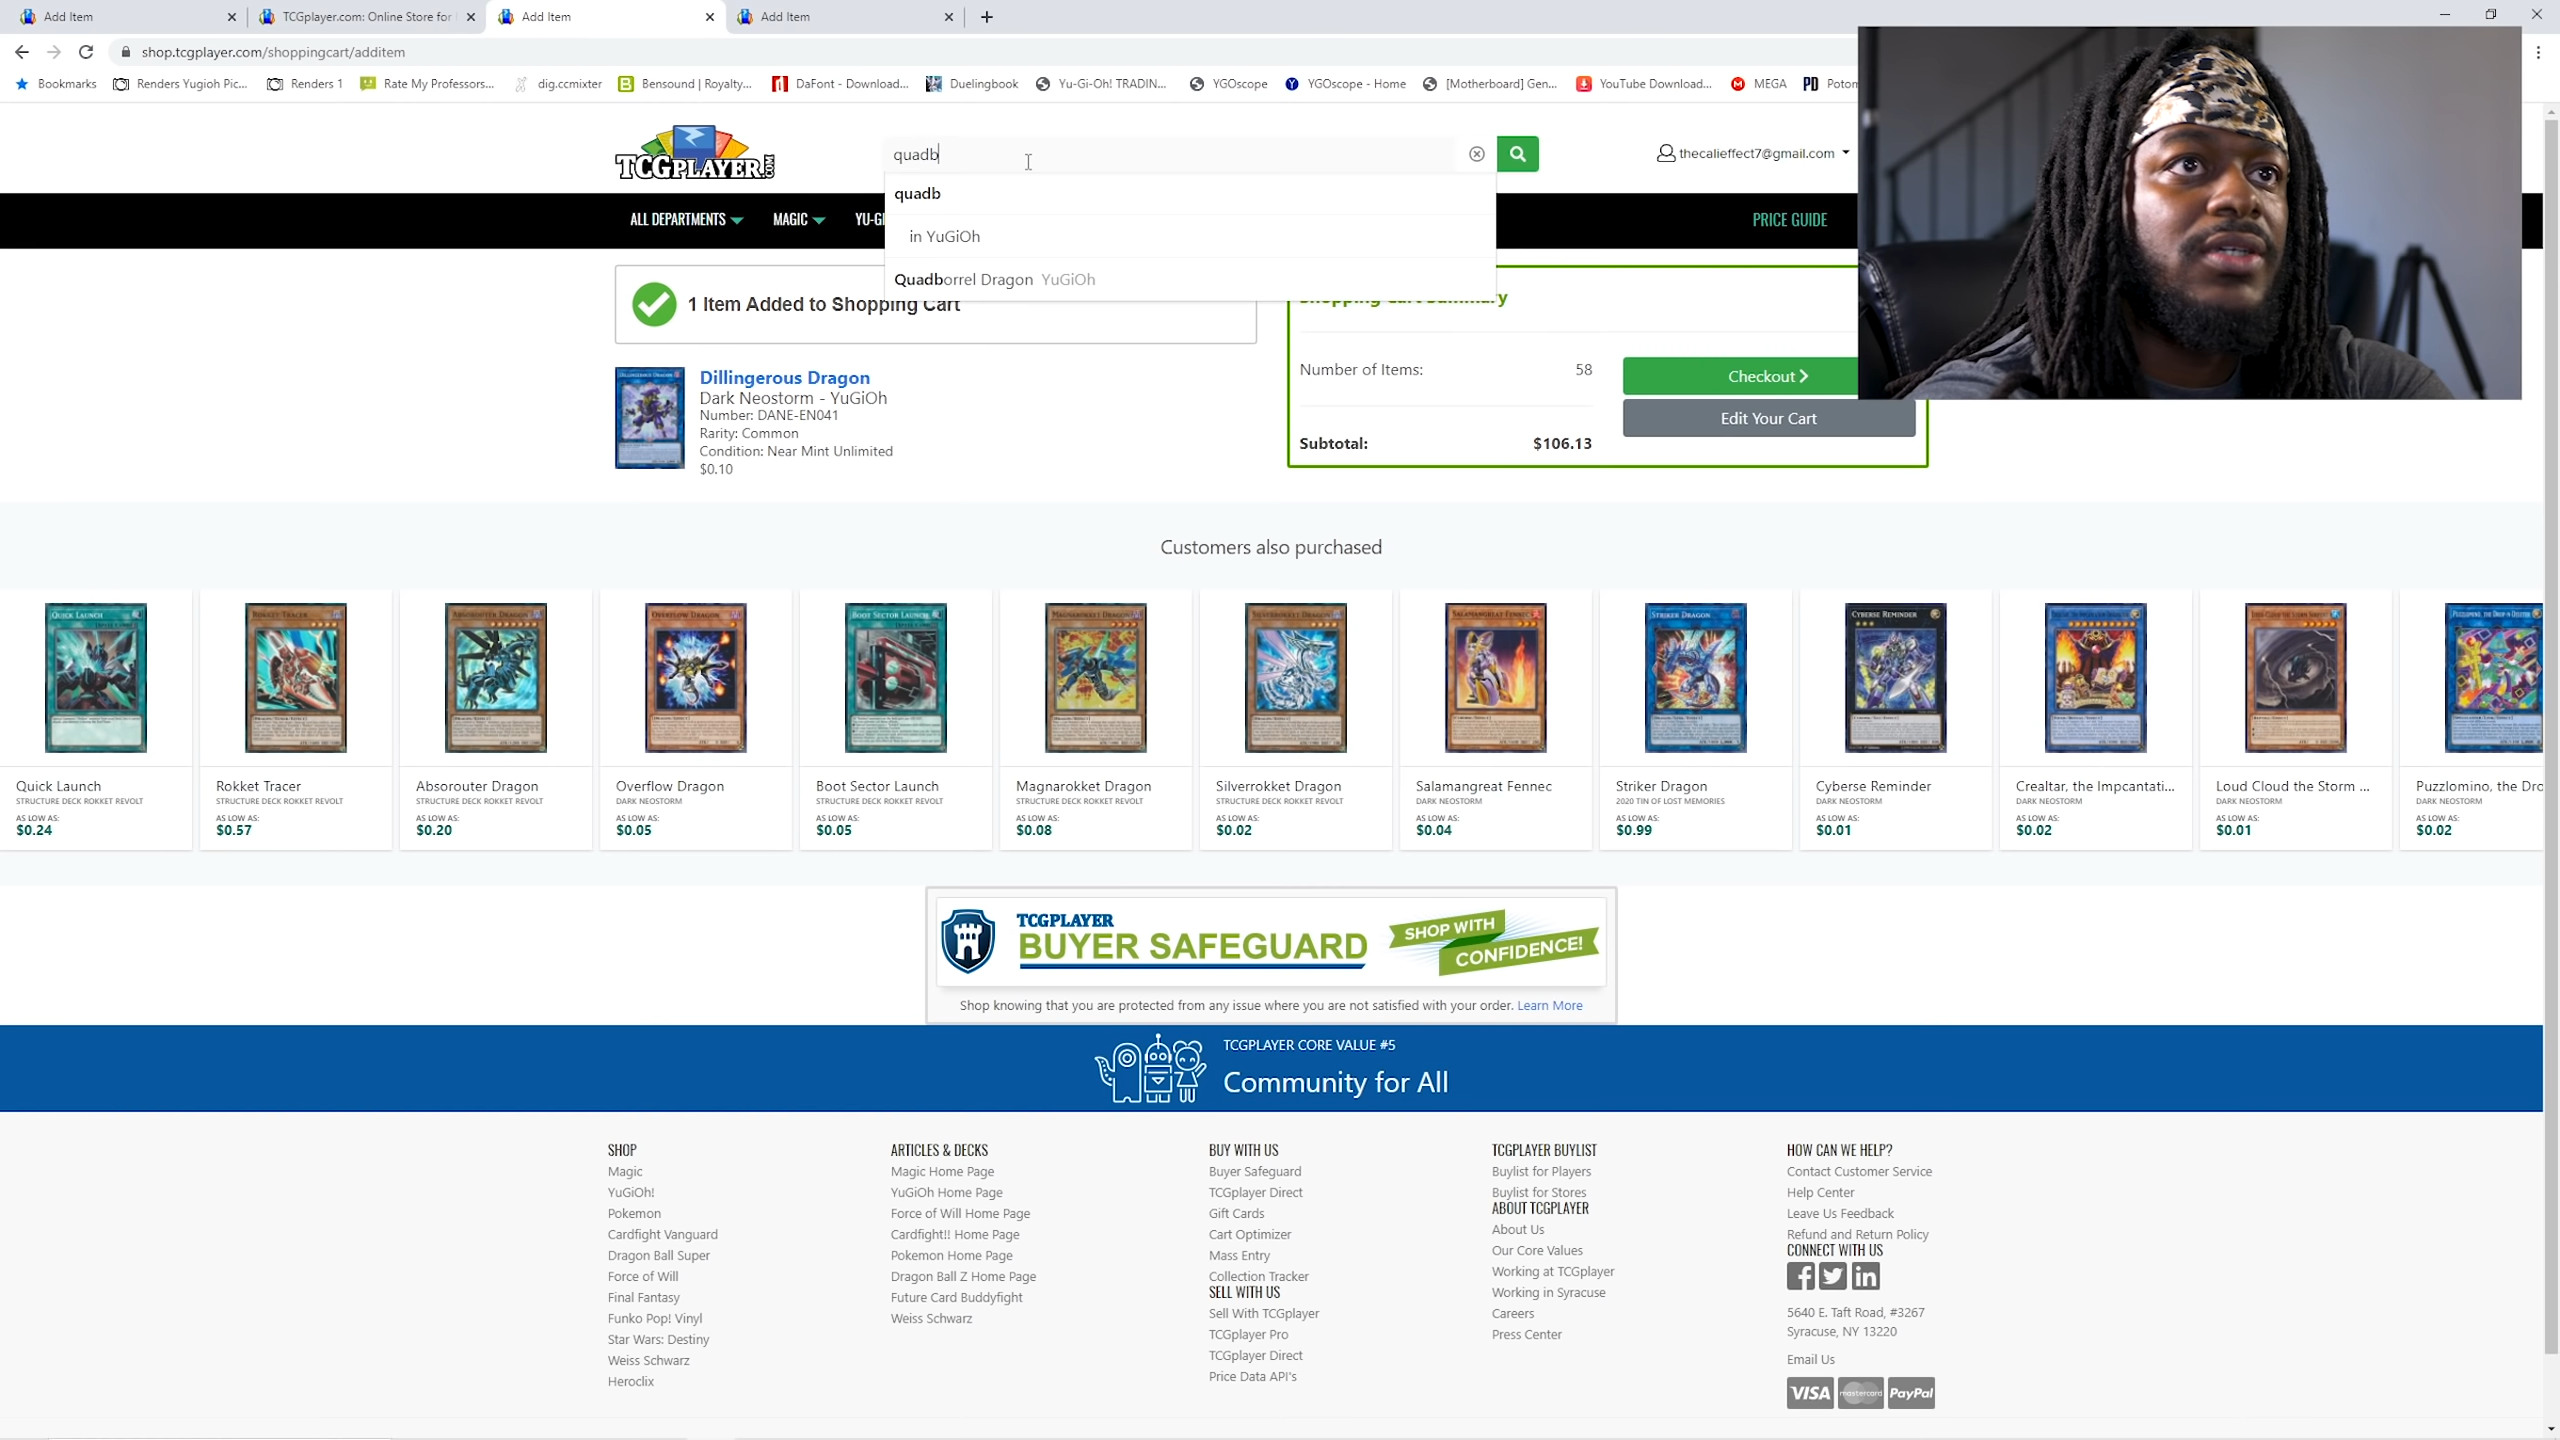 Add Item
TCGplayer.com: Online Store for
Add Item
Add Item
shop.tcgplayer.com/shoppingcart/additem
Bookmarks
Renders Yugioh Pic...
Renders 1
Rate My Professors...
dig.ccmixter
Bensound | Royalty...
DaFont - Download...
Duelingbook
Yu-Gi-Oh! TRADIN...
YGOscope
YGOscope - Home
[Motherboard] Gen...
YouTube Download...
MEGA
Potom
TCGPLAYER.COM
quadb
thecalieffect7@gmail.com
quadb
in YuGiOh
Quadborrel Dragon YuGiOh
ALL DEPARTMENTS
MAGIC
YU-GI
PRICE GUIDE
1 Item Added to Shopping Cart
Dillingerous Dragon
Dark Neostorm - YuGiOh
Number: DANE-EN041
Rarity: Common
Condition: Near Mint Unlimited
$0.10
Shopping Cart Summary
Number of Items: 58
Subtotal: $106.13
Checkout
Edit Your Cart
Customers also purchased
Quick Launch
STRUCTURE DECK ROKKET REVOLT
AS LOW AS:
$0.24
Rokket Tracer
STRUCTURE DECK ROKKET REVOLT
AS LOW AS:
$0.57
Absorouter Dragon
STRUCTURE DECK ROKKET REVOLT
AS LOW AS:
$0.20
Overflow Dragon
DARK NEOSTORM
AS LOW AS:
$0.05
Boot Sector Launch
STRUCTURE DECK ROKKET REVOLT
AS LOW AS:
$0.05
Magnarokket Dragon
STRUCTURE DECK ROKKET REVOLT
AS LOW AS:
$0.08
Silverrokket Dragon
STRUCTURE DECK ROKKET REVOLT
AS LOW AS:
$0.02
Salamangreat Fennec
DARK NEOSTORM
AS LOW AS:
$0.04
Striker Dragon
2020 TIN OF LOST MEMORIES
AS LOW AS:
$0.99
Cyberse Reminder
DARK NEOSTORM
AS LOW AS:
$0.01
Crealtar, the Impcantati...
DARK NEOSTORM
AS LOW AS:
$0.02
Loud Cloud the Storm ...
DARK NEOSTORM
AS LOW AS:
$0.01
Puzzlomino, the Dro
DARK NEOSTORM
AS LOW AS:
$0.02
TCGPLAYER
BUYER SAFEGUARD
SHOP WITH
CONFIDENCE!
Shop knowing that you are protected from any issue where you are not satisfied with your order. Learn More
TCGPLAYER CORE VALUE #5
Community for All
SHOP
Magic
YuGiOh!
Pokemon
Cardfight Vanguard
Dragon Ball Super
Force of Will
Final Fantasy
Funko Pop! Vinyl
Star Wars: Destiny
Weiss Schwarz
Heroclix
ARTICLES & DECKS
Magic Home Page
YuGiOh Home Page
Force of Will Home Page
Cardfight!! Home Page
Pokemon Home Page
Dragon Ball Z Home Page
Future Card Buddyfight
Weiss Schwarz
BUY WITH US
Buyer Safeguard
TCGplayer Direct
Gift Cards
Cart Optimizer
Mass Entry
Collection Tracker
SELL WITH US
Sell With TCGplayer
TCGplayer Pro
TCGplayer Direct
Price Data API's
TCGPLAYER BUYLIST
Buylist for Players
Buylist for Stores
ABOUT TCGPLAYER
About Us
Our Core Values
Working at TCGplayer
Working in Syracuse
Careers
Press Center
HOW CAN WE HELP?
Contact Customer Service
Help Center
Leave Us Feedback
Refund and Return Policy
CONNECT WITH US
5640 E. Taft Road, #3267
Syracuse, NY 13220
Email Us
VISA
mastercard
PayPal